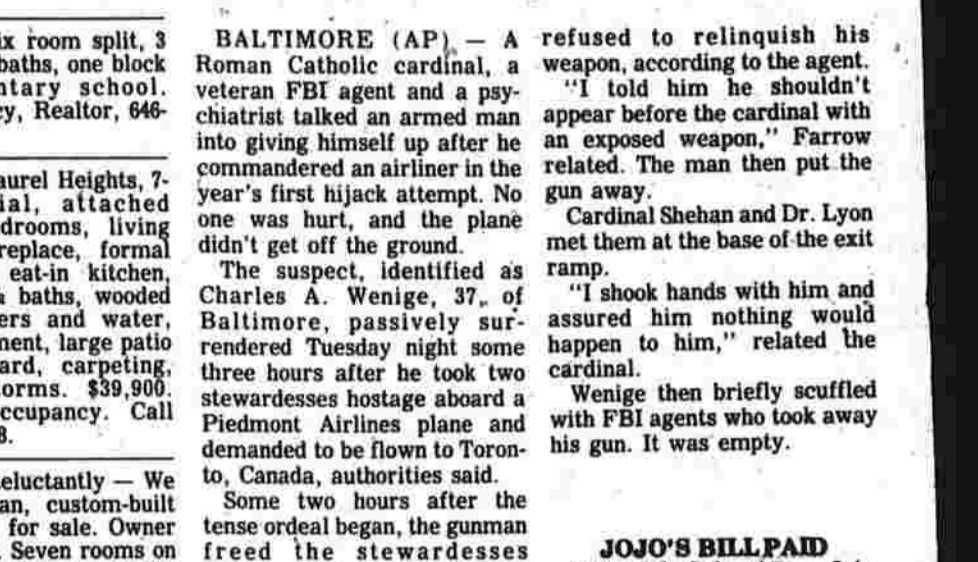 ix room split, 3
baths, one block
ntary school.
cy, Realtor, 646-
aurel Heights, 7-
ial, attached
drooms, living
replace, formal
eat-in kitchen,
baths, wooded
ers and water,
ment, large patio
ard, carpeting,
orms. $39,900.
ccupancy. Call
8.
eluctantly — We
an, custom-built
for sale. Owner
Seven rooms on
BALTIMORE (AP) — A
Roman Catholic cardinal, a
veteran FBI agent and a psy-
chiatrist talked an armed man
into giving himself up after he
commandered an airliner in the
year's first hijack attempt. No
one was hurt, and the plane
didn't get off the ground.
The suspect, identified as
Charles A. Wenige, 37, of
Baltimore, passively sur-
rendered Tuesday night some
three hours after he took two
stewardesses hostage aboard a
Piedmont Airlines plane and
demanded to be flown to Toron-
to, Canada, authorities said.
Some two hours after the
tense ordeal began, the gunman
freed the stewardesses
refused to relinquish his
weapon, according to the agent.
"I told him he shouldn't
appear before the cardinal with
an exposed weapon," Farrow
related. The man then put the
gun away.
Cardinal Shehan and Dr. Lyon
met them at the base of the exit
ramp.
"I shook hands with him and
assured him nothing would
happen to him," related the
cardinal.
Wenige then briefly scuffled
with FBI agents who took away
his gun. It was empty.
JOJO'S BILL PAID